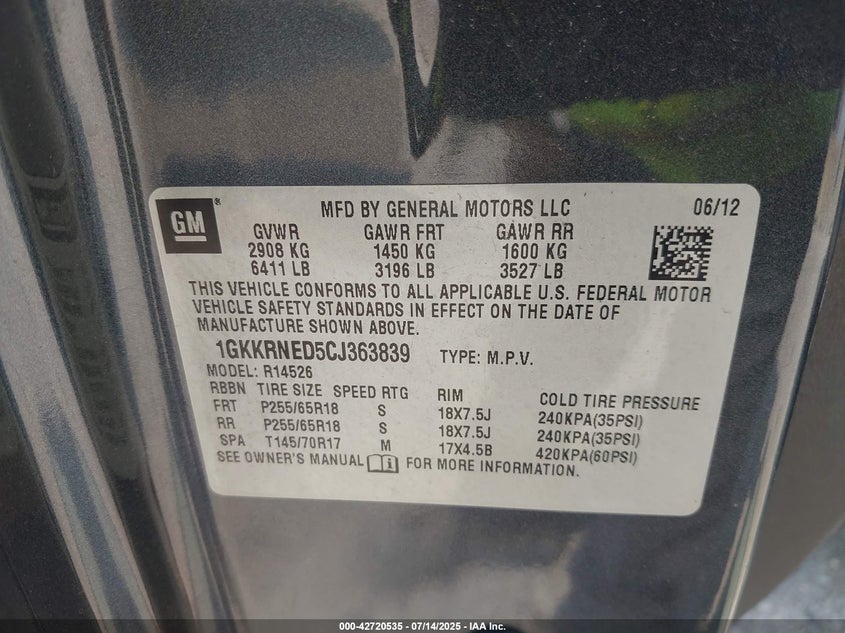 GM
MFD BY GENERAL MOTORS LLC 06/12
GVWR GAWR FRT GAWR RR
2908 KG 1450 KG 1600 KG
6411 LB 3196 LB 3527 LB
THIS VEHICLE CONFORMS TO ALL APPLICABLE U.S. FEDERAL MOTOR
VEHICLE SAFETY STANDARDS IN EFFECT ON THE DATE OF
MANUFACTURE SHOWN ABOVE.
1GKKRNED5CJ363839 TYPE: M.P.V.
MODEL: R14526
RBBN TIRE SIZE SPEED RTG RIM COLD TIRE PRESSURE
FRT P255/65R18 S 18X7.5J 240KPA(35PSI)
RR P255/65R18 S 18X7.5J 240KPA(35PSI)
SPA T145/70R17 M 17X4.5B 420KPA(60PSI)
SEE OWNER'S MANUAL FOR MORE INFORMATION.
000-42720535 - 07/14/2025 - IAA Inc.